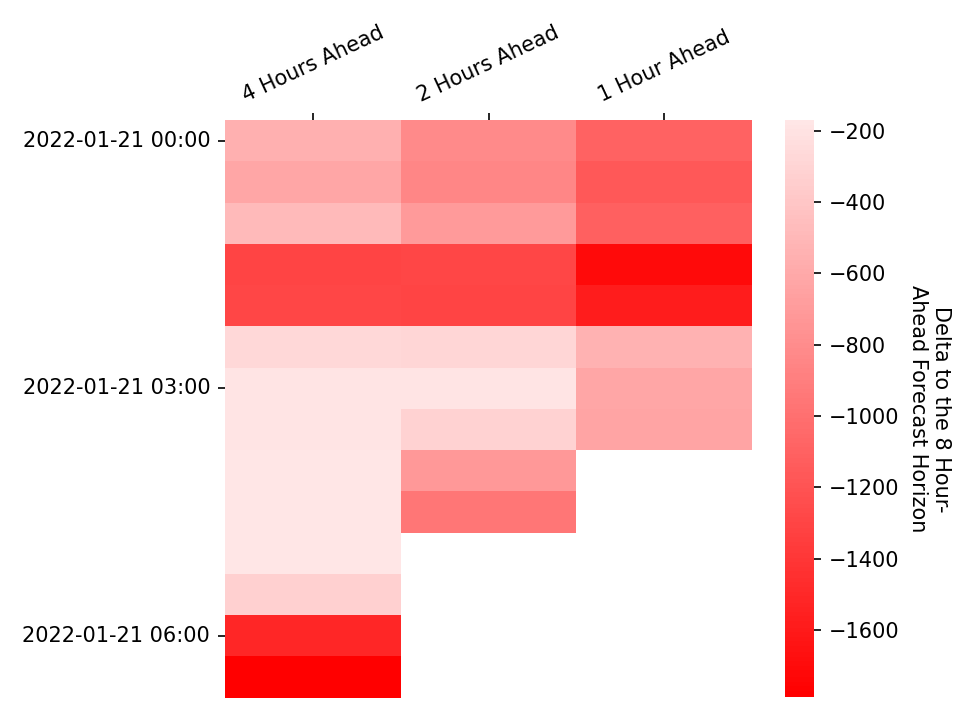 4 Hours Ahead
2 Hours Ahead
1 Hour Ahead
2022-01-21 00:00
2022-01-21 03:00
2022-01-21 06:00
−200
−400
−600
−800
−1000
−1200
−1400
−1600
Delta to the 8 Hour-
Ahead Forecast Horizon